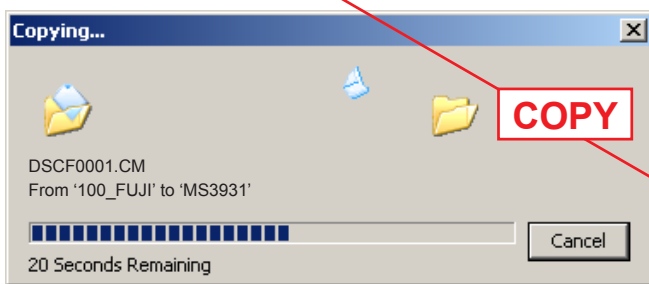 Copying...
COPY
DSCF0001.CM
From ‘100_FUJI’ to ‘MS3931’
Cancel
20 Seconds Remaining